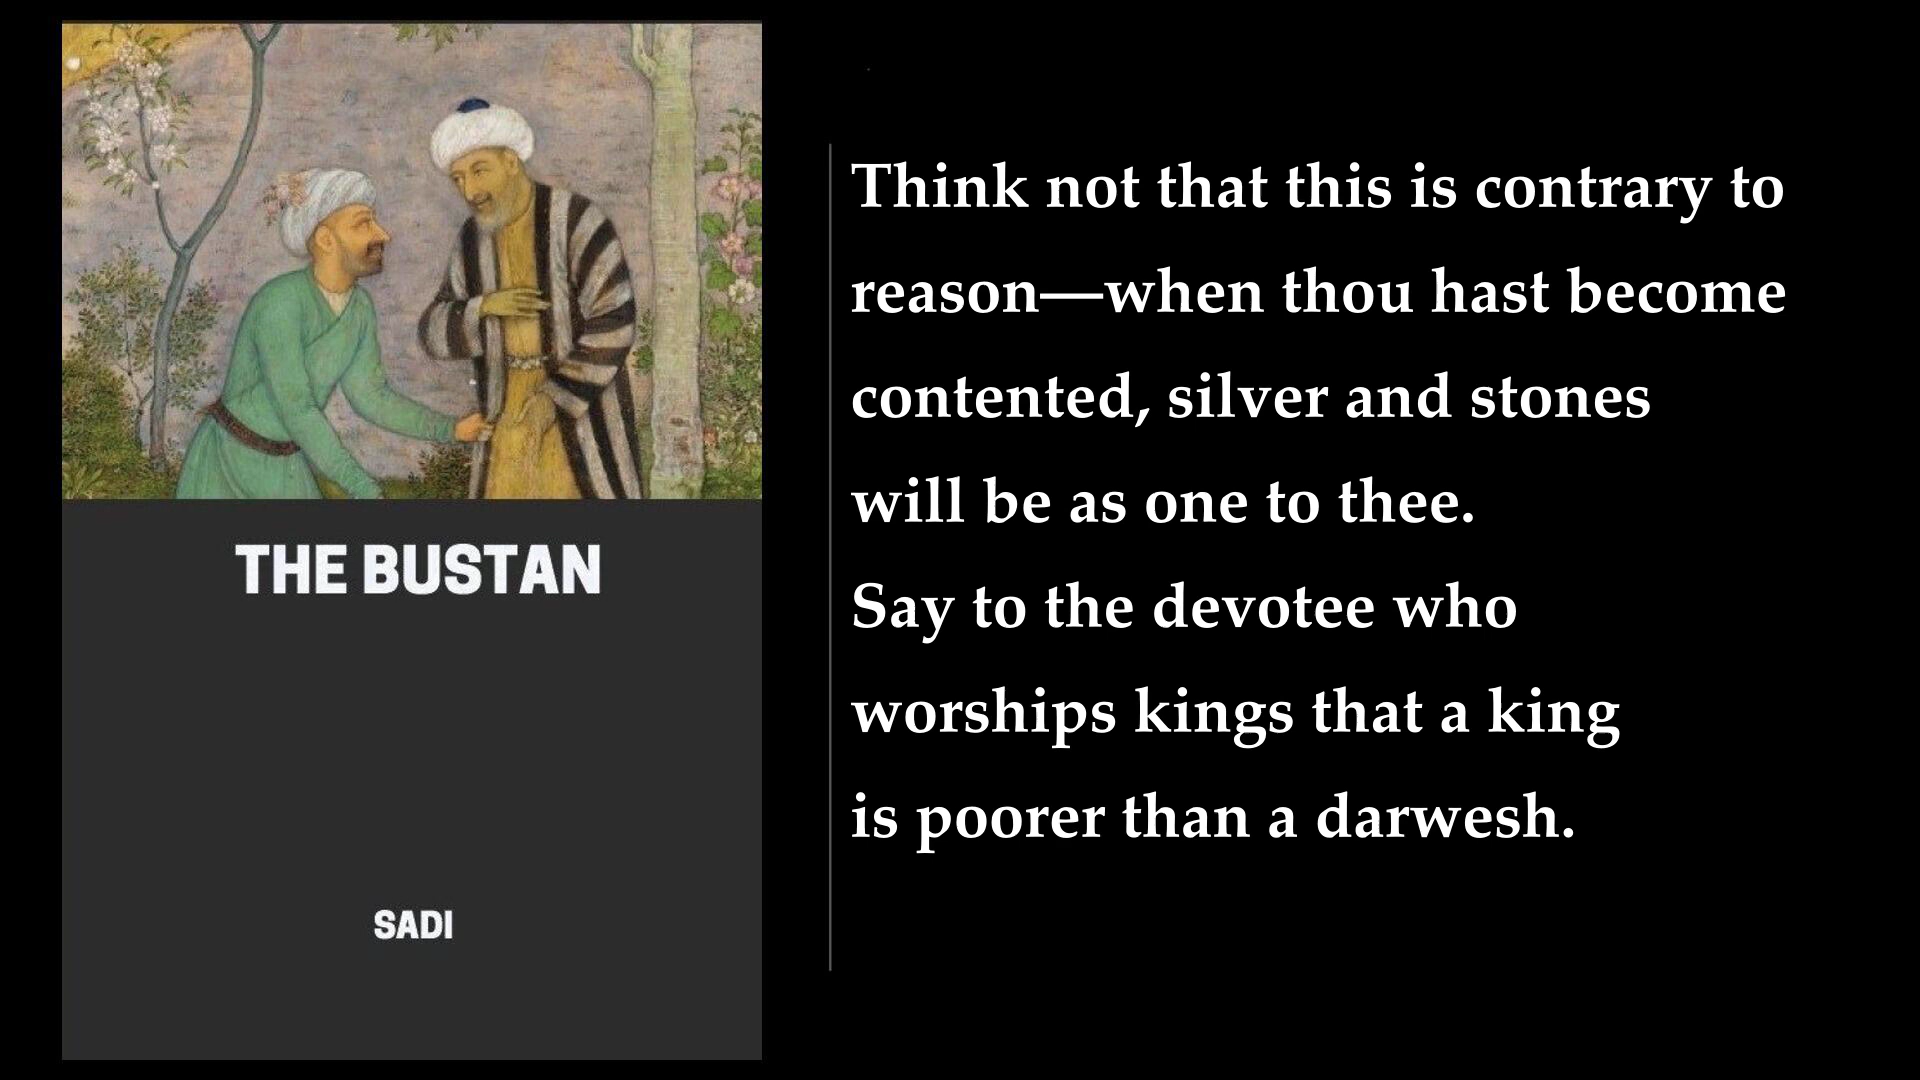 THE BUSTAN
SADI
Think not that this is contrary to
reason—when thou hast become
contented, silver and stones
will be as one to thee.
Say to the devotee who
worships kings that a king
is poorer than a darwesh.